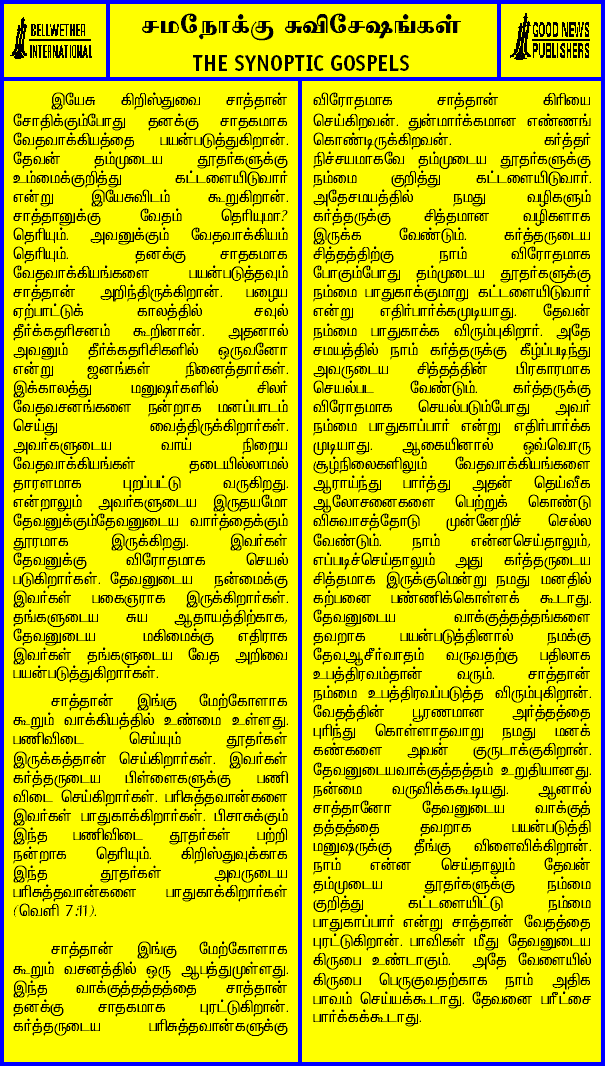 BELLWETHER
INTERNATIONAL
சமநோக்கு சுவிசேஷங்கள்
THE SYNOPTIC GOSPELS
GOOD NEWS
PUBLISHERS
இயேசு கிறிஸ்துவை சாத்தான்
சோதிக்கும்போது தனக்கு சாதகமாக
வேதவாக்கியத்தை பயன்படுத்துகிறான்.
தேவன் தம்முடைய தூதர்களுக்கு
உம்மைக்குறித்து கட்டளையிடுவார்
என்று இயேசுவிடம் கூறுகிறான்.
சாத்தானுக்கு வேதம் தெரியுமா?
தெரியும். அவனுக்கும் வேதவாக்கியம்
தெரியும். தனக்கு சாதகமாக
வேதவாக்கியங்களை பயன்படுத்தவும்
சாத்தான் அறிந்திருக்கிறான். பழைய
ஏற்பாட்டுக் காலத்தில் சவுல்
தீர்க்கதரிசனம் கூறினான். அதனால்
அவனும் தீர்க்கதரிசிகளில் ஒருவனோ
என்று ஜனங்கள் நினைத்தார்கள்.
இக்காலத்து மனுஷர்களில் சிலர்
வேதவசனங்களை நன்றாக மனப்பாடம்
செய்து வைத்திருக்கிறார்கள்.
அவர்களுடைய வாய் நிறைய
வேதவாக்கியங்கள் தடையில்லாமல்
தாரளமாக புறப்பட்டு வருகிறது.
என்றாலும் அவர்களுடைய இருதயமோ
தேவனுக்கும்தேவனுடைய வார்த்தைக்கும்
தூரமாக இருக்கிறது. இவர்கள்
தேவனுக்கு விரோதமாக செயல்
படுகிறார்கள். தேவனுடைய நன்மைக்கு
இவர்கள் பகைஞராக இருக்கிறார்கள்.
தங்களுடைய சுய ஆதாயத்திற்காக,
தேவனுடைய மகிமைக்கு எதிராக
இவர்கள் தங்களுடைய வேத அறிவை
பயன்படுத்துகிறார்கள்.
சாத்தான் இங்கு மேற்கோளாக
கூறும் வாக்கியத்தில் உண்மை உள்ளது.
பணிவிடை செய்யும் தூதர்கள்
இருக்கத்தான் செய்கிறார்கள். இவர்கள்
கர்த்தருடைய பிள்ளைகளுக்கு பணி
விடை செய்கிறார்கள். பரிசுத்தவான்களை
இவர்கள் பாதுகாக்கிறார்கள். பிசாசுக்கும்
இந்த பணிவிடை தூதர்கள் பற்றி
நன்றாக தெரியும். கிறிஸ்துவுக்காக
இந்த தூதர்கள் அவருடைய
பரிசுத்தவான்களை பாதுகாக்கிறார்கள்
(வெளி 7:11).
சாத்தான் இங்கு மேற்கோளாக
கூறும் வசனத்தில் ஒரு ஆபத்துமுள்ளது.
இந்த வாக்குத்தத்தத்தை சாத்தான்
தனக்கு சாதகமாக புரட்டுகிறான்.
கர்த்தருடைய பரிசுத்தவான்களுக்கு
விரோதமாக சாத்தான் கிரியை
செய்கிறவன். துன்மார்க்கமான எண்ணங்
கொண்டிருக்கிறவன். கர்த்தர்
நிச்சயமாகவே தம்முடைய தூதர்களுக்கு
நம்மை குறித்து கட்டளையிடுவார்.
அதேசமயத்தில் நமது வழிகளும்
கர்த்தருக்கு சித்தமான வழிகளாக
இருக்க வேண்டும். கர்த்தருடைய
சித்தத்திற்கு நாம் விரோதமாக
போகும்போது தம்முடைய தூதர்களுக்கு
நம்மை பாதுகாக்குமாறு கட்டளையிடுவார்
என்று எதிர்பார்க்கமுடியாது. தேவன்
நம்மை பாதுகாக்க விரும்புகிறார். அதே
சமயத்தில் நாம் கர்த்தருக்கு கீழ்ப்படிந்து
அவருடைய சித்தத்தின் பிரகாரமாக
செயல்பட வேண்டும். கர்த்தருக்கு
விரோதமாக செயல்படும்போது அவர்
நம்மை பாதுகாப்பார் என்று எதிர்பார்க்க
முடியாது. ஆகையினால் ஒவ்வொரு
சூழ்நிலைகளிலும் வேதவாக்கியங்களை
ஆராய்ந்து பார்த்து அதன் தெய்வீக
ஆலோசனைகளை பெற்றுக் கொண்டு
விசுவாசத்தோடு முன்னேறிச் செல்ல
வேண்டும். நாம் என்னசெய்தாலும்,
எப்படிச்செய்தாலும் அது கர்த்தருடைய
சித்தமாக இருக்குமென்று நமது மனதில்
கற்பனை பண்ணிக்கொள்ளக் கூடாது.
தேவனுடைய வாக்குத்தத்தங்களை
தவறாக பயன்படுத்தினால் நமக்கு
தேவஆசீர்வாதம் வருவதற்கு பதிலாக
உபத்திரவம்தான் வரும். சாத்தான்
நம்மை உபத்திரவப்படுத்த விரும்புகிறான்.
வேதத்தின் பூரணமான அர்த்தத்தை
புரிந்து கொள்ளாதவாறு நமது மனக்
கண்களை அவன் குருடாக்குகிறான்.
தேவனுடையவாக்குத்தத்தம் உறுதியானது.
நன்மை வருவிக்ககூடியது. ஆனால்
சாத்தானோ தேவனுடைய வாக்குத்
தத்தத்தை தவறாக பயன்படுத்தி
மனுஷருக்கு தீங்கு விளைவிக்கிறான்.
நாம் என்ன செய்தாலும் தேவன்
தம்முடைய தூதர்களுக்கு நம்மை
குறித்து கட்டளையிட்டு நம்மை
பாதுகாப்பார் என்று சாத்தான் வேதத்தை
புரட்டுகிறான். பாவிகள் மீது தேவனுடைய
கிருபை உண்டாகும். அதே வேளையில்
கிருபை பெருகுவதற்காக நாம் அதிக
பாவம் செய்யக்கூடாது. தேவனை பரீட்சை
பார்க்கக்கூடாது.